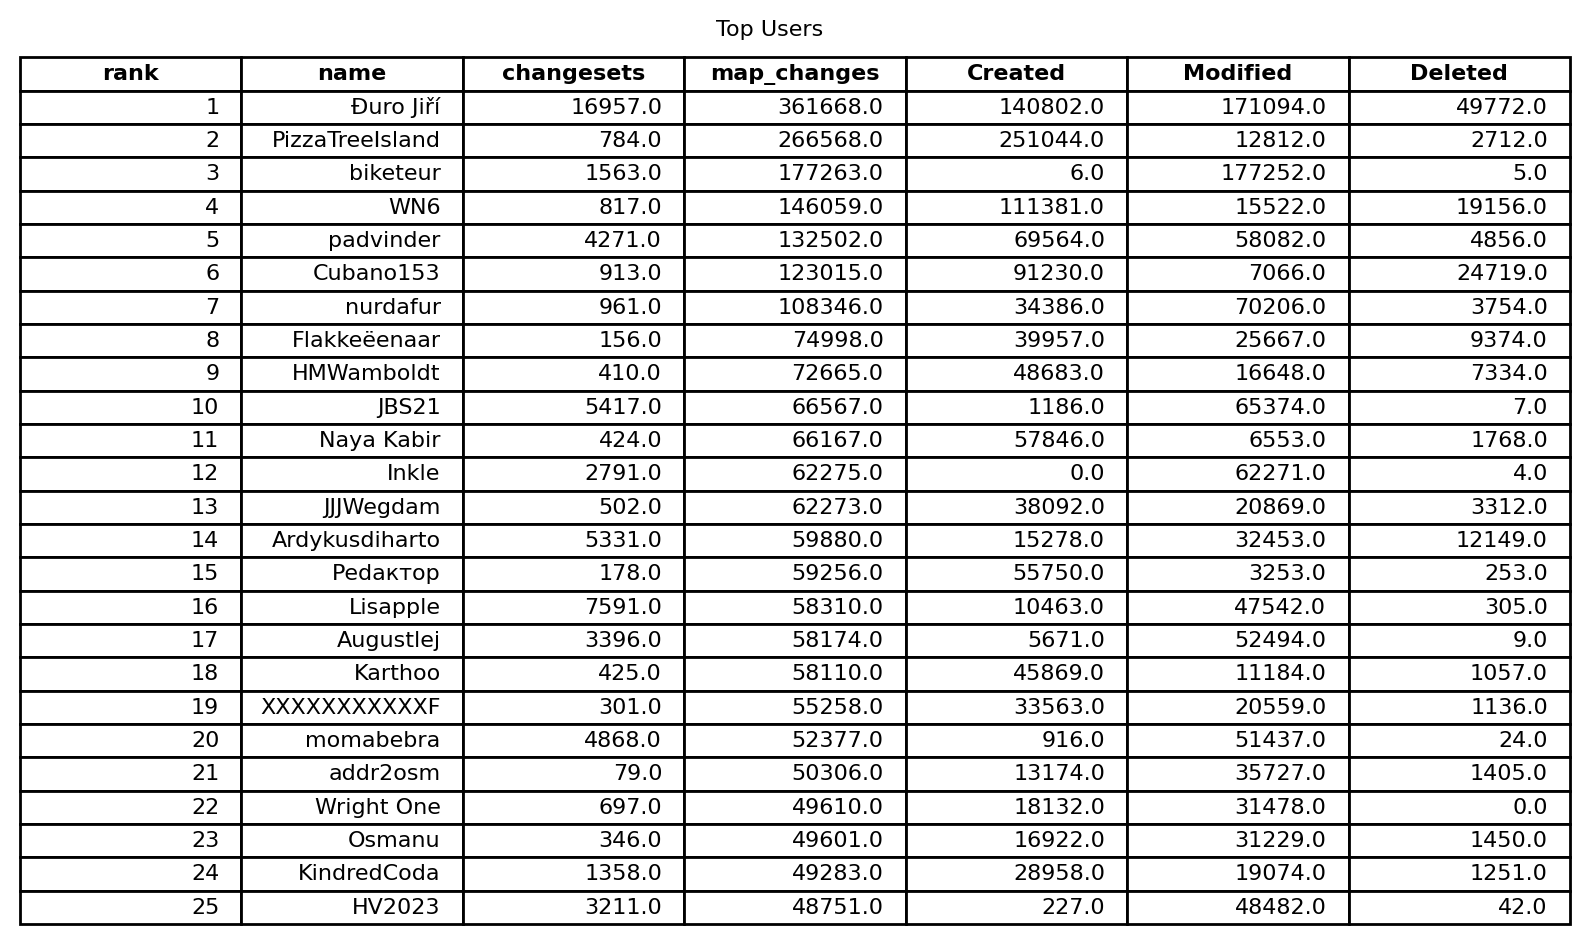 Top Users
rank name changesets map_changes Created Modified Deleted
1 Đuro Jiří 16957.0 361668.0 140802.0 171094.0 49772.0
2 PizzaTreeIsland 784.0 266568.0 251044.0 12812.0 2712.0
3 biketeur 1563.0 177263.0 6.0 177252.0 5.0
4 WN6 817.0 146059.0 111381.0 15522.0 19156.0
5 padvinder 4271.0 132502.0 69564.0 58082.0 4856.0
6 Cubano153 913.0 123015.0 91230.0 7066.0 24719.0
7 nurdafur 961.0 108346.0 34386.0 70206.0 3754.0
8 Flakkeëenaar 156.0 74998.0 39957.0 25667.0 9374.0
9 HMWamboldt 410.0 72665.0 48683.0 16648.0 7334.0
10 JBS21 5417.0 66567.0 1186.0 65374.0 7.0
11 Naya Kabir 424.0 66167.0 57846.0 6553.0 1768.0
12 Inkle 2791.0 62275.0 0.0 62271.0 4.0
13 JJJWegdam 502.0 62273.0 38092.0 20869.0 3312.0
14 Ardykusdiharto 5331.0 59880.0 15278.0 32453.0 12149.0
15 Pedaктор 178.0 59256.0 55750.0 3253.0 253.0
16 Lisapple 7591.0 58310.0 10463.0 47542.0 305.0
17 Augustlej 3396.0 58174.0 5671.0 52494.0 9.0
18 Karthoo 425.0 58110.0 45869.0 11184.0 1057.0
19 XXXXXXXXXXXF 301.0 55258.0 33563.0 20559.0 1136.0
20 momabebra 4868.0 52377.0 916.0 51437.0 24.0
21 addr2osm 79.0 50306.0 13174.0 35727.0 1405.0
22 Wright One 697.0 49610.0 18132.0 31478.0 0.0
23 Osmanu 346.0 49601.0 16922.0 31229.0 1450.0
24 KindredCoda 1358.0 49283.0 28958.0 19074.0 1251.0
25 HV2023 3211.0 48751.0 227.0 48482.0 42.0